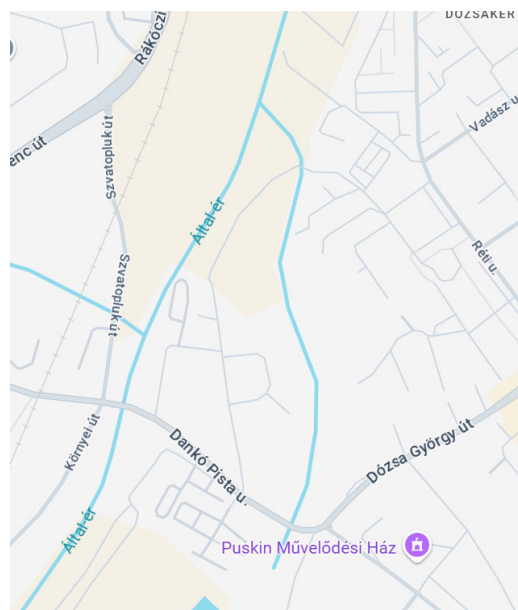 DÓZSAKER
Rákóczi
Vadász u.
enc út
Szvatopluk út
Által-ér
Réti u.
Szvatopluk út
Környei út
Dankó Pista u.
Dózsa György út
Által-ér
Puskin Művelődési Ház